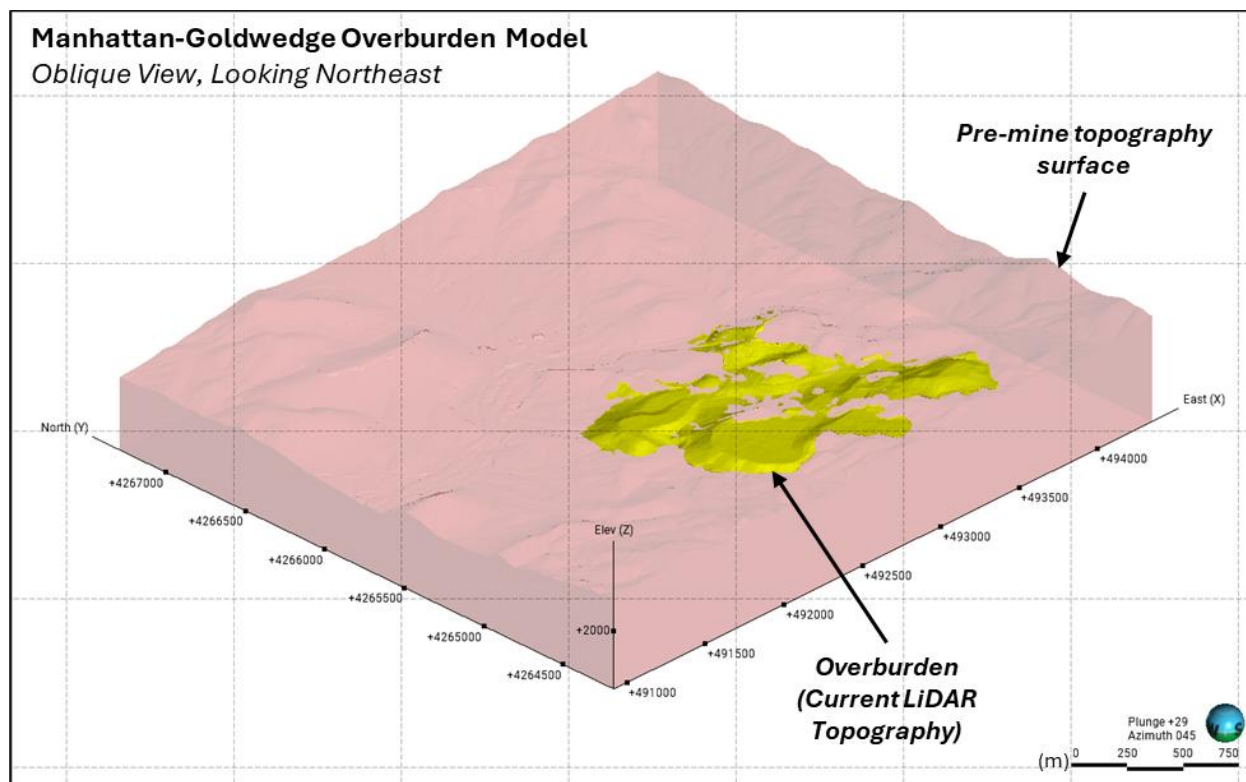 Manhattan-Goldwedge Overburden Model
Oblique View, Looking Northeast
Pre-mine topography
surface
East (X)
North (Y)
+494000
+4267000
+493500
+4266500
+493000
Elev (Z)
+4266000
+492500
+4265500
+492000
+2000
+4265000
+491500
+4264500
+491000
Overburden
(Current LiDAR
Topography)
Plunge +29
Azimuth 045
(m) 0 250 500 750